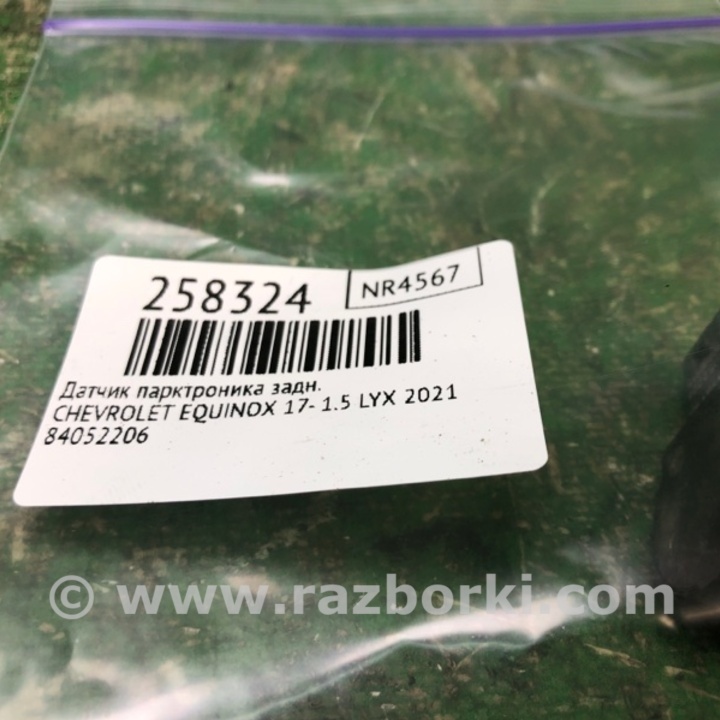 258324 NR4567
Датчик парктроника задн.
CHEVROLET EQUINOX 17- 1.5 LYX 2021
84052206
© www.razborki.com